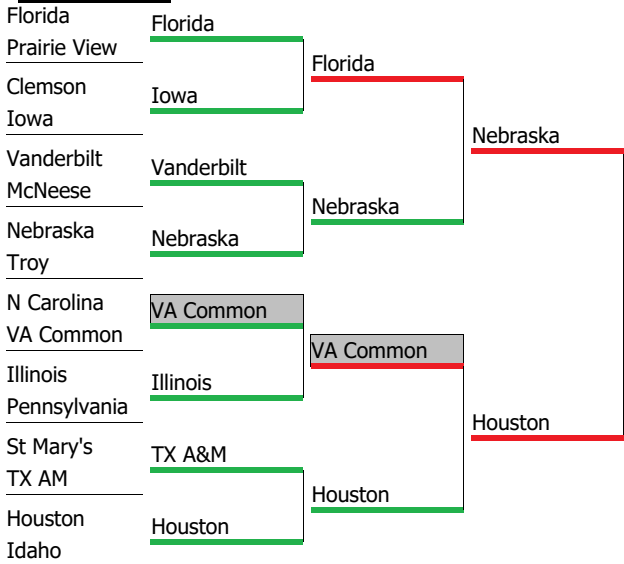 Florida
Prairie View
Clemson
Iowa
Vanderbilt
McNeese
Nebraska
Troy
N Carolina
VA Common
Illinois
Pennsylvania
St Mary's
TX AM
Houston
Idaho
Florida
Iowa
Vanderbilt
Nebraska
VA Common
Illinois
TX A&M
Houston
Florida
Nebraska
VA Common
Houston
Nebraska
Houston